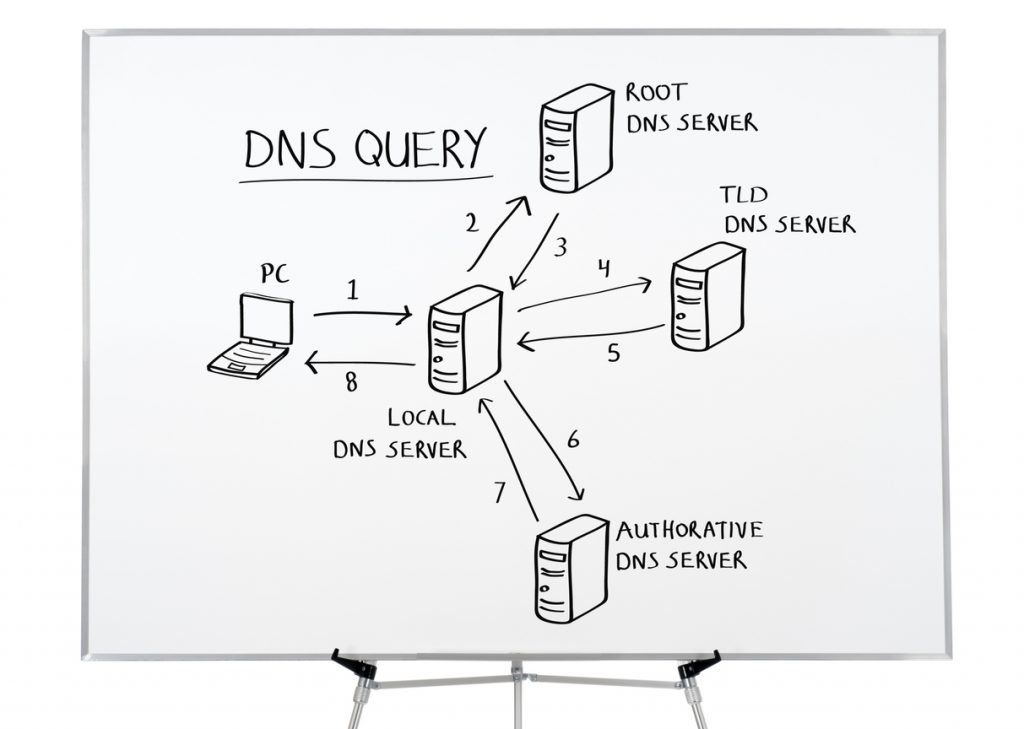 DNS QUERY
ROOT
DNS SERVER
TLD
DNS SERVER
2
3
4
PC
1
5
8
LOCAL
DNS SERVER
6
7
AUTHORATIVE
DNS SERVER